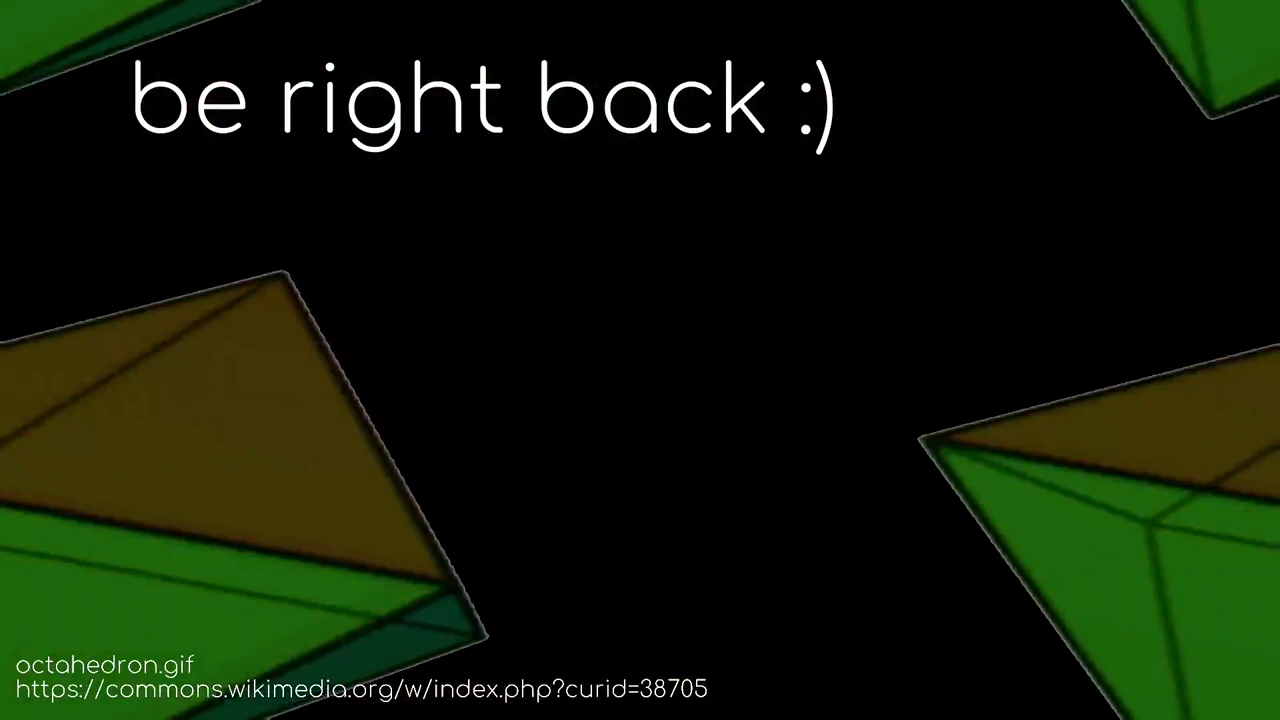 be right back :)
octahedron.gif
https://commons.wikimedia.org/w/index.php?curid=38705